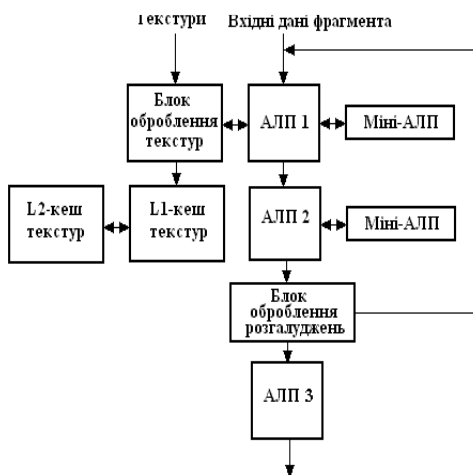 Текстури
Вхідні дані фрагмента
Блок
оброблення
текстур
АЛП 1
Міні-АЛП
L2-кеш
текстур
L1-кеш
текстур
АЛП 2
Міні-АЛП
Блок
оброблення
розгалуджень
АЛП 3